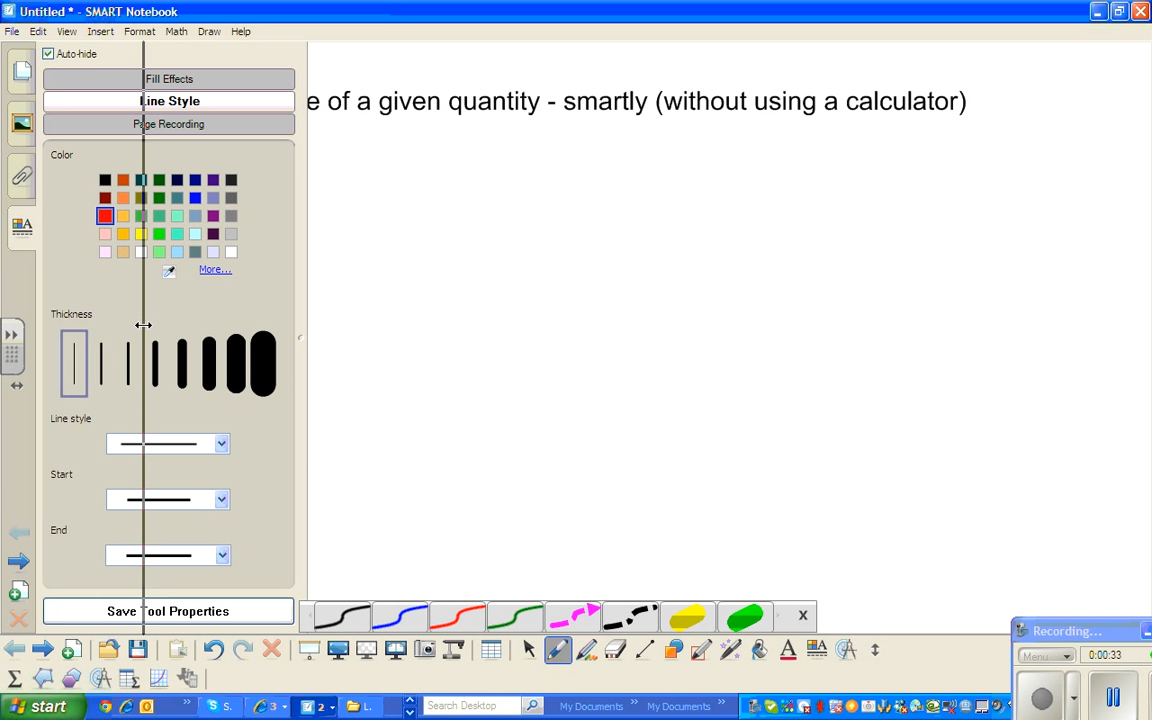 Untitled * - SMART Notebook
File Edit View Insert Format Math Draw Help
Auto-hide
Fill Effects
Line Style
Page Recording
e of a given quantity - smartly (without using a calculator)
Color
More...
Thickness
Line style
Start
End
Save Tool Properties
x
Recording...
Menu
0:00:33
start
S.
3
2
L.
Search Desktop
My Documents
My Documents